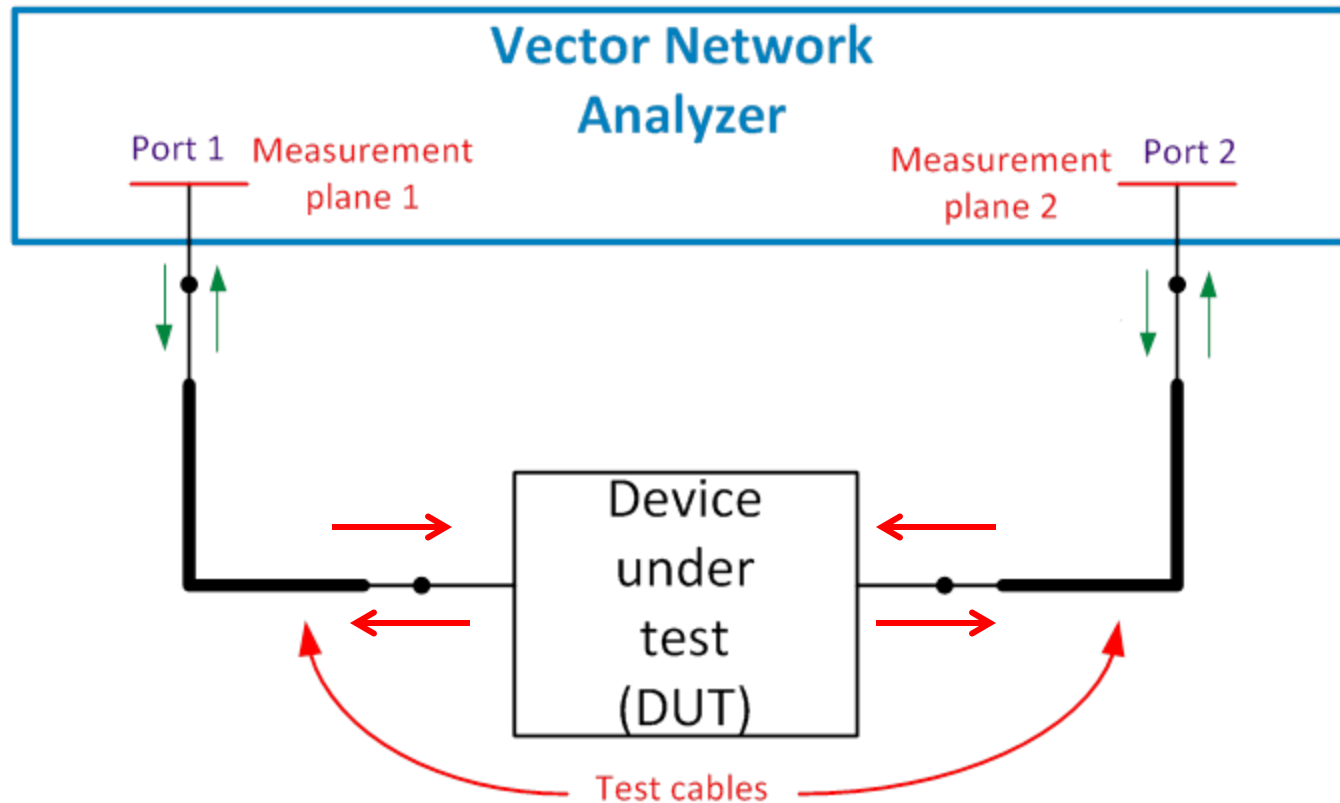 Vector Network
Analyzer
Port 1
Measurement
plane 1
Measurement
plane 2
Port 2
Device
under
test
(DUT)
Test cables